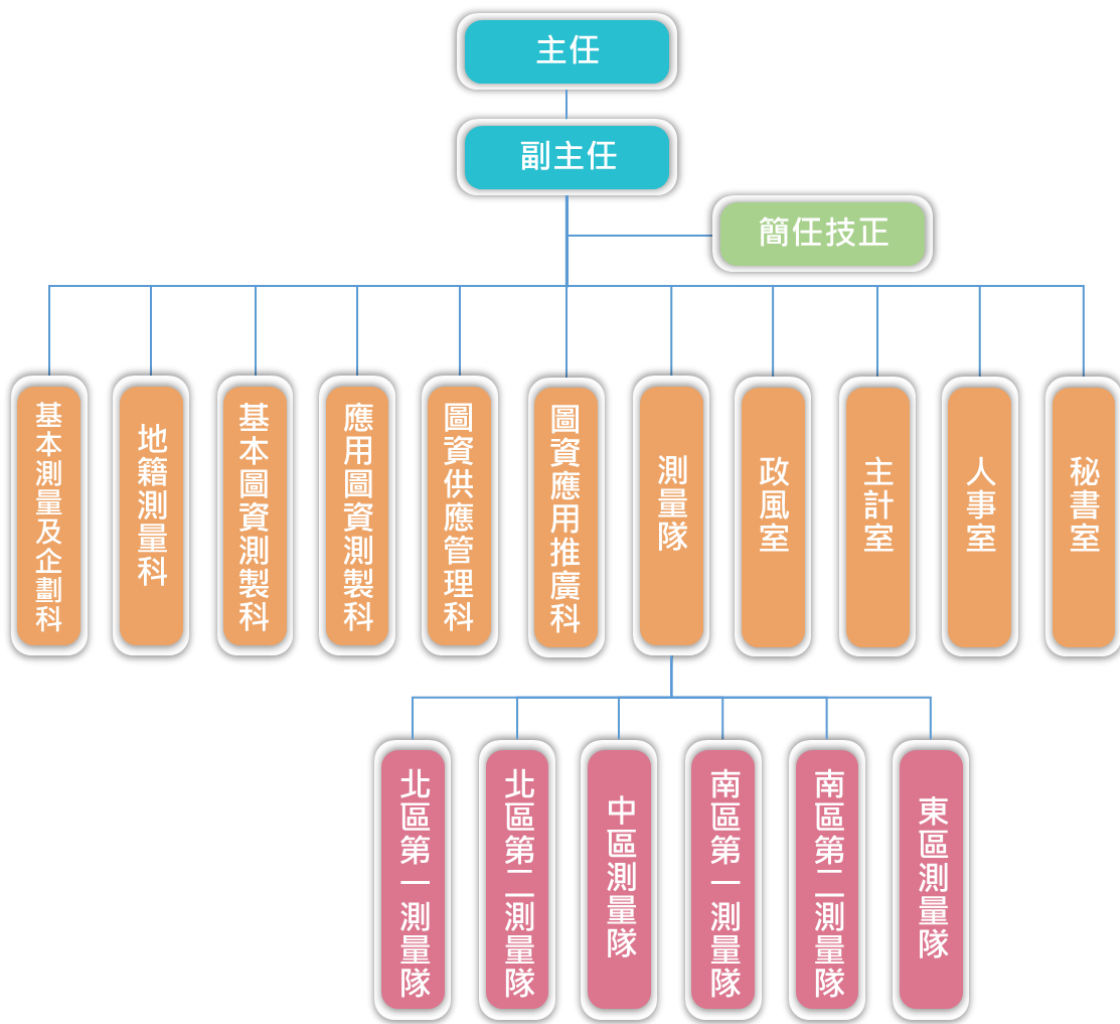 主任
副主任
簡任技正
基本測量及企劃科
地籍測量科
基本圖資測製科
應用圖資測製科
圖資供應管理科
圖資應用推廣科
測量隊
政風室
主計室
人事室
秘書室
北區第一測量隊
北區第二測量隊
中區測量隊
南區第一測量隊
南區第二測量隊
東區測量隊